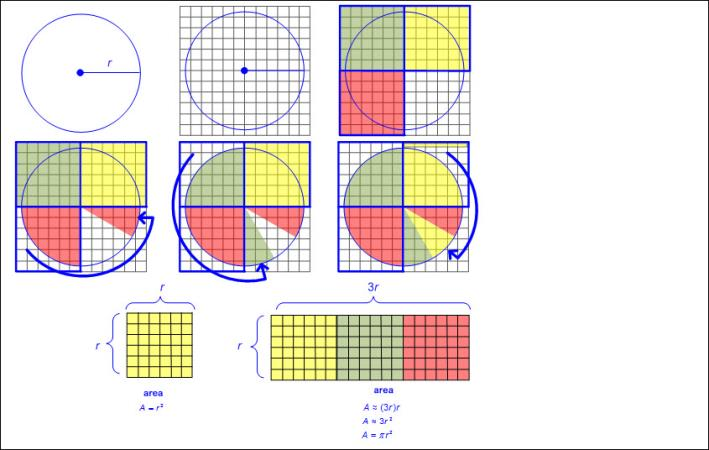 r
r
3r
r
r
area
A = r²
area
A ≈ (3r)r
A ≈ 3r²
A = πr²